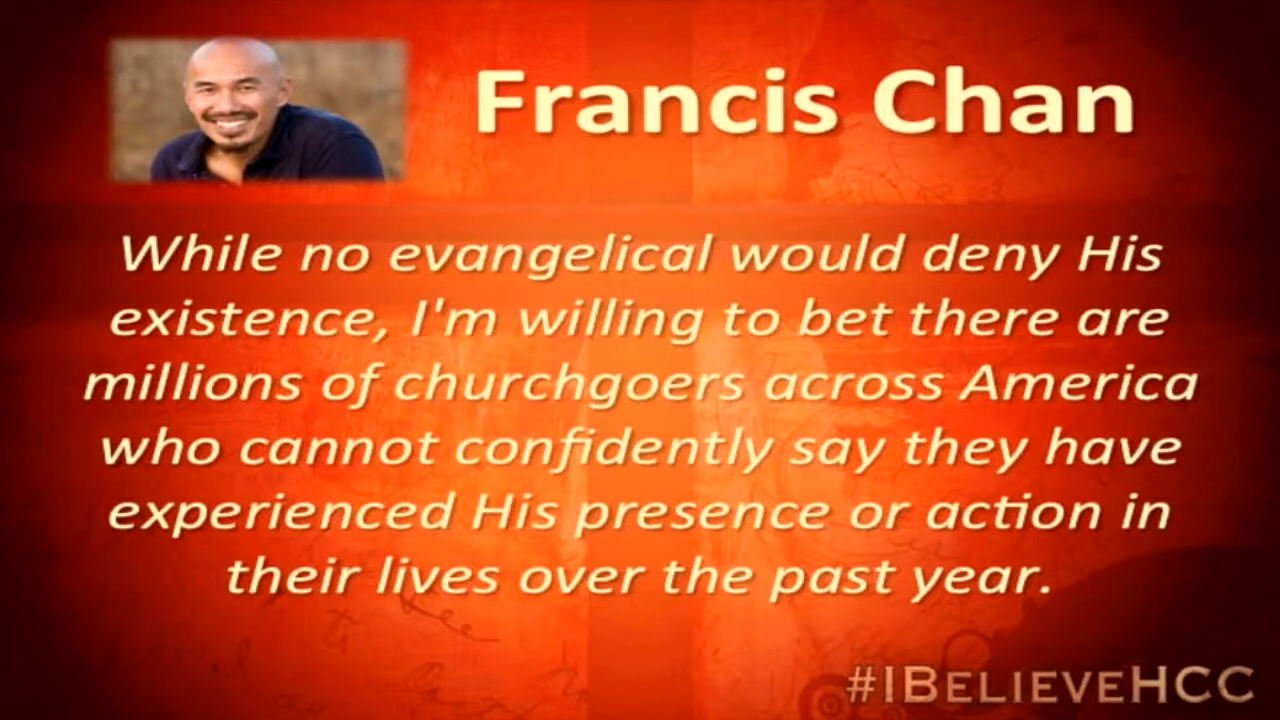 Francis Chan
While no evangelical would deny His
existence, I'm willing to bet there are
millions of churchgoers across America
who cannot confidently say they have
experienced His presence or action in
their lives over the past year.
#IBELIEVEHCC